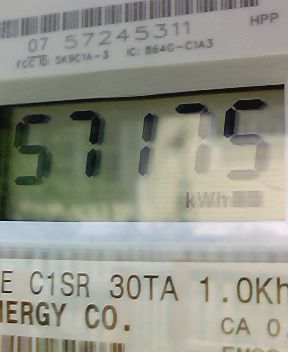 HPP
07 57245311
FCC ID: SK9C1A-3 IC: 864G-C1A3
57175
kWh
E C1SR 30TA 1.0Kh
NERGY CO.
CA 0.